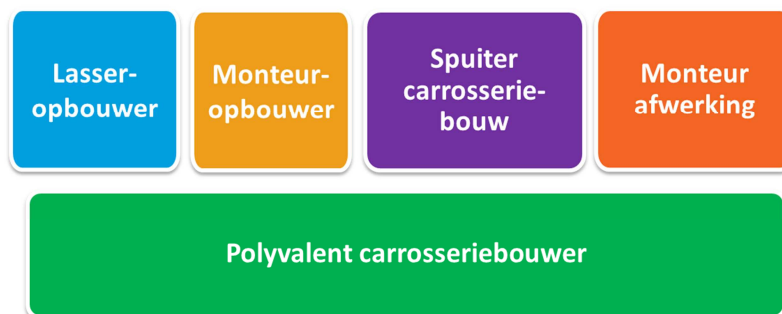 Lasser-
opbouwer
Monteur-
opbouwer
Spuiter
carrosserie-
bouw
Monteur
afwerking
Polyvalent carrosseriebouwer